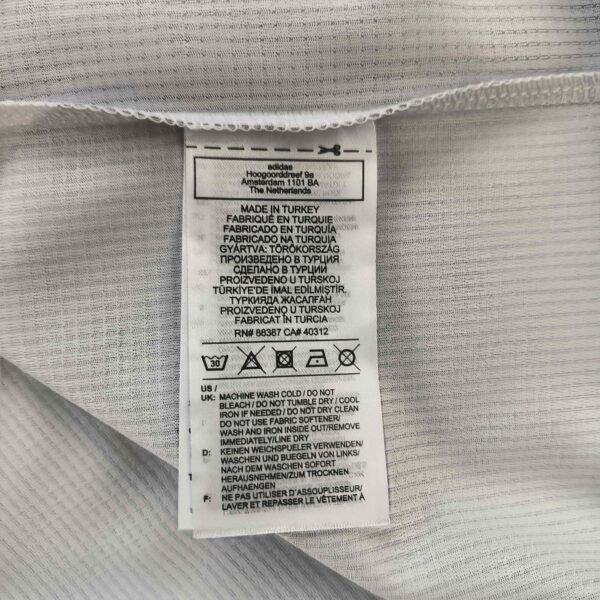 adidas
Hoogoorddreef 9a
Amsterdam 1101 BA
The Netherlands
MADE IN TURKEY
FABRIQUÉ EN TURQUIE
FABRICADO EN TURQUÍA
FABRICADO NA TURQUIA
GYÁRTVA: TÖRÖKORSZÁG
ПРОИЗВЕДЕНО В ТУРЦИЯ
СДЕЛАНО В ТУРЦИИ
PROIZVEDENO U TURSKOJ
TÜRKİYE'DE İMAL EDİLMİŞTİR.
ТУРКИЯДА ЖАСАЛҒАН
PROIZVEDENO U TURSKOJ
FABRICAT IN TURCIA
RN# 88387 CA# 40312
30
US /
UK: MACHINE WASH COLD / DO NOT
BLEACH / DO NOT TUMBLE DRY / COOL
IRON IF NEEDED / DO NOT DRY CLEAN
DO NOT USE FABRIC SOFTENER/
WASH AND IRON INSIDE OUT/REMOVE
IMMEDIATELY/LINE DRY
D: KEINEN WEICHSPUELER VERWENDEN/
WASCHEN UND BUEGELN VON LINKS/
NACH DEM WASCHEN SOFORT
HERAUSNEHMEN/ZUM TROCKNEN
AUFHAENGEN
F: NE PAS UTILISER D'ASSOUPLISSEUR/
LAVER ET REPASSER LE VÊTEMENT À